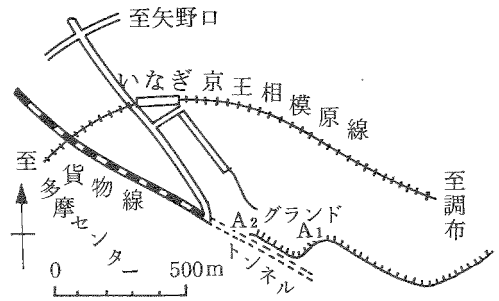 至矢野口
いなぎ
京王相模原線
至多摩センター
貨物線
至調布
A₂
グランド
A₁
トンネル
0
500m